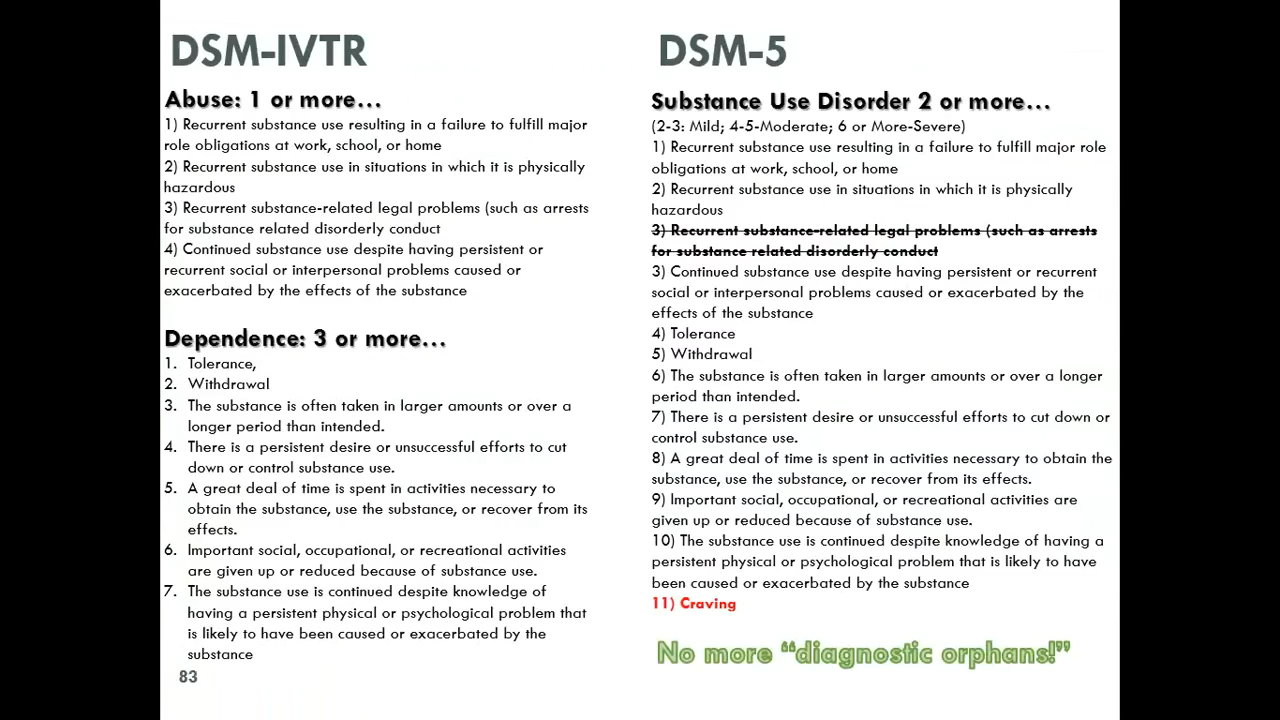 DSM-IVTR
Abuse: 1 or more...
1) Recurrent substance use resulting in a failure to fulfill major
role obligations at work, school, or home
2) Recurrent substance use in situations in which it is physically
hazardous
3) Recurrent substance-related legal problems (such as arrests
for substance related disorderly conduct
4) Continued substance use despite having persistent or
recurrent social or interpersonal problems caused or
exacerbated by the effects of the substance
Dependence: 3 or more...
1. Tolerance,
2. Withdrawal
3. The substance is often taken in larger amounts or over a
longer period than intended.
4. There is a persistent desire or unsuccessful efforts to cut
down or control substance use.
5. A great deal of time is spent in activities necessary to
obtain the substance, use the substance, or recover from its
effects.
6. Important social, occupational, or recreational activities
are given up or reduced because of substance use.
7. The substance use is continued despite knowledge of
having a persistent physical or psychological problem that
is likely to have been caused or exacerbated by the
substance
83
DSM-5
Substance Use Disorder 2 or more...
(2-3: Mild; 4-5-Moderate; 6 or More-Severe)
1) Recurrent substance use resulting in a failure to fulfill major role
obligations at work, school, or home
2) Recurrent substance use in situations in which it is physically
hazardous
3) Recurrent substance-related legal problems (such as arrests
for substance related disorderly conduct
3) Continued substance use despite having persistent or recurrent
social or interpersonal problems caused or exacerbated by the
effects of the substance
4) Tolerance
5) Withdrawal
6) The substance is often taken in larger amounts or over a longer
period than intended.
7) There is a persistent desire or unsuccessful efforts to cut down or
control substance use.
8) A great deal of time is spent in activities necessary to obtain the
substance, use the substance, or recover from its effects.
9) Important social, occupational, or recreational activities are
given up or reduced because of substance use.
10) The substance use is continued despite knowledge of having a
persistent physical or psychological problem that is likely to have
been caused or exacerbated by the substance
11) Craving
No more “diagnostic orphans!”